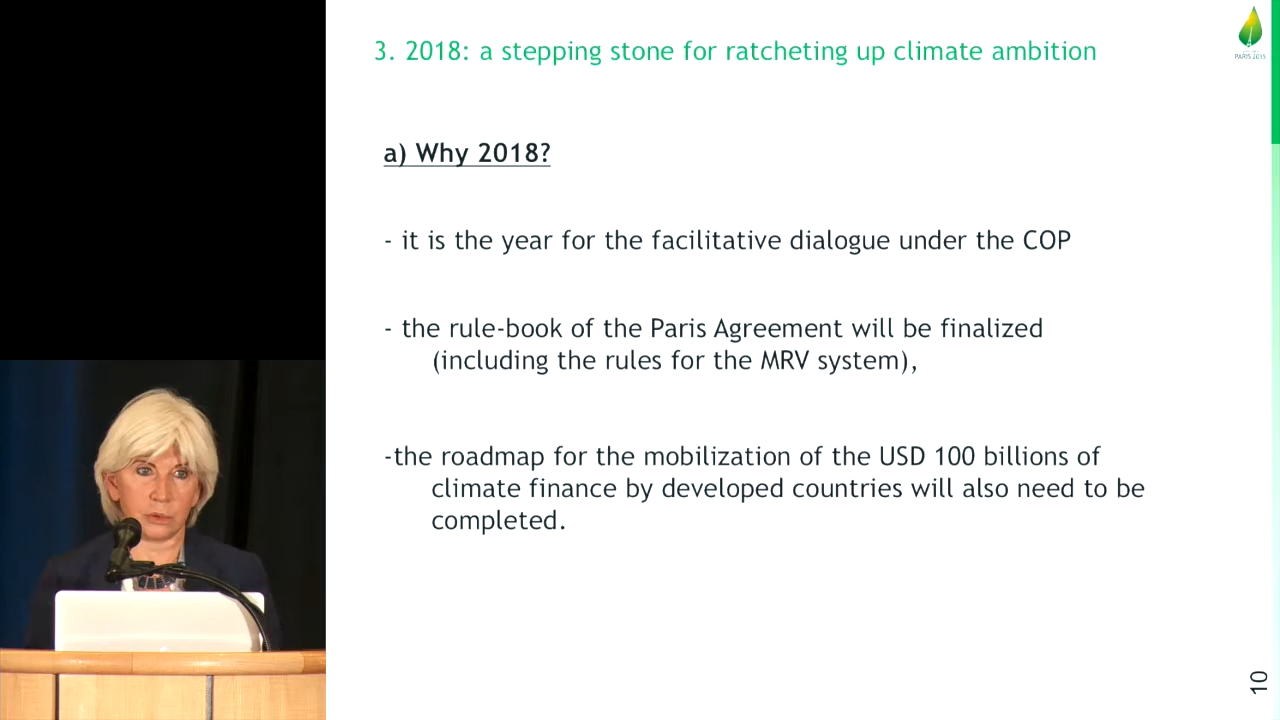 3. 2018: a stepping stone for ratcheting up climate ambition
PARIS 2015
a) Why 2018?
- it is the year for the facilitative dialogue under the COP
- the rule-book of the Paris Agreement will be finalized
(including the rules for the MRV system),
-the roadmap for the mobilization of the USD 100 billions of
climate finance by developed countries will also need to be
completed.
10